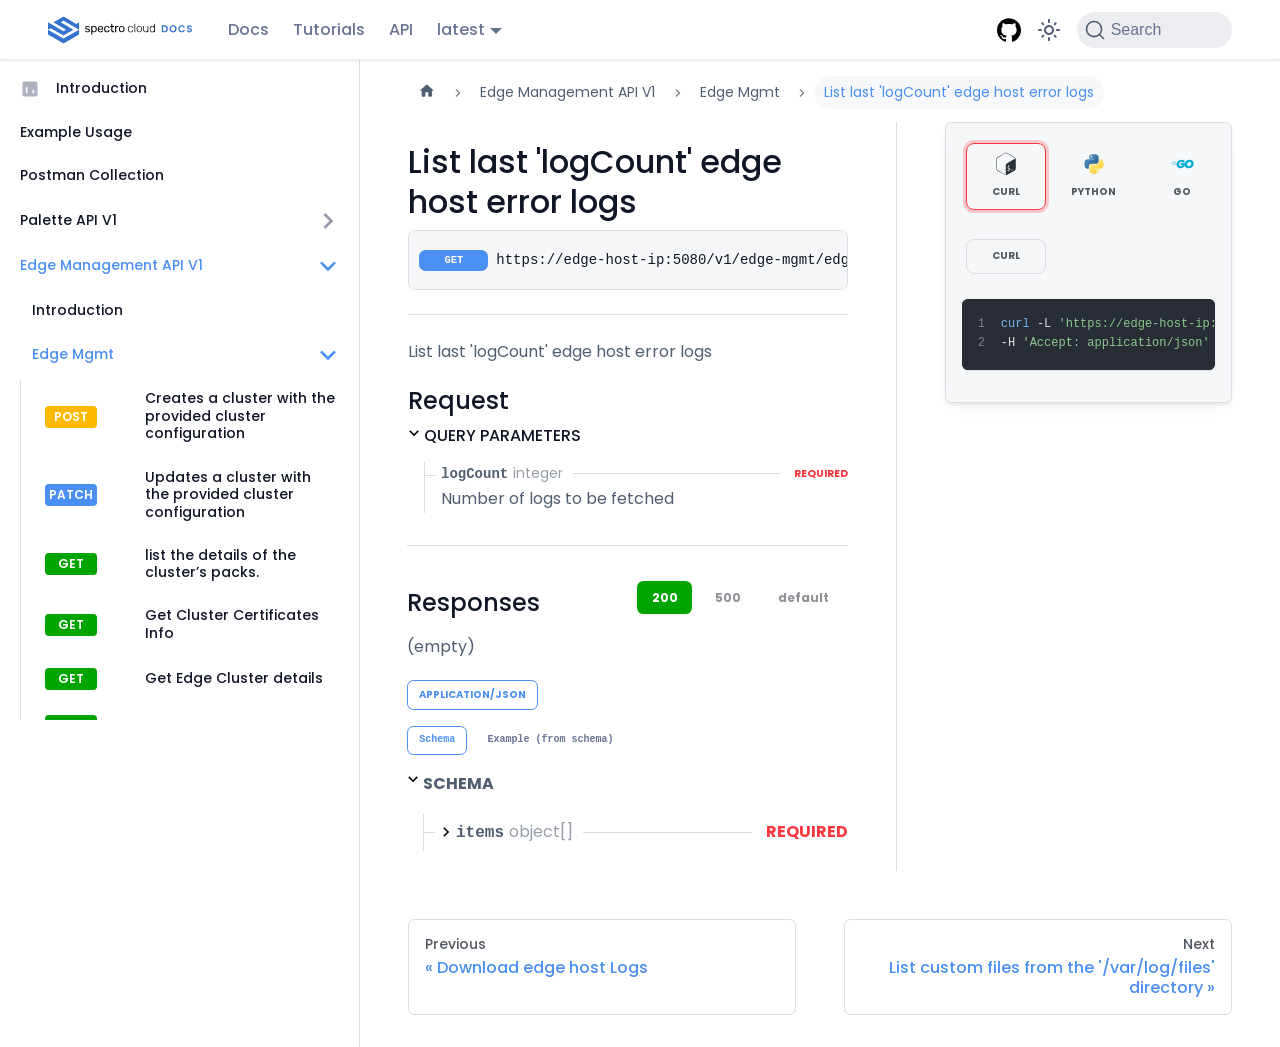 spectro cloud DOCS
Docs
Tutorials
API
latest
Search
Introduction
Example Usage
Postman Collection
Palette API V1
Edge Management API V1
Introduction
Edge Mgmt
POST
Creates a cluster with the
provided cluster
configuration
PATCH
Updates a cluster with
the provided cluster
configuration
GET
list the details of the
cluster’s packs.
GET
Get Cluster Certificates
Info
GET
Get Edge Cluster details
Edge Management API V1
Edge Mgmt
List last 'logCount' edge host error logs
List last 'logCount' edge
host error logs
GET https://edge-host-ip:5080/v1/edge-mgmt/edg
List last 'logCount' edge host error logs
Request
QUERY PARAMETERS
logCount integer REQUIRED
Number of logs to be fetched
Responses
200 500 default
(empty)
APPLICATION/JSON
Schema Example (from schema)
SCHEMA
items object[] REQUIRED
CURL PYTHON GO
CURL
1 curl -L 'https://edge-host-ip:
2 -H 'Accept: application/json'
Previous
« Download edge host Logs
Next
List custom files from the '/var/log/files'
directory »